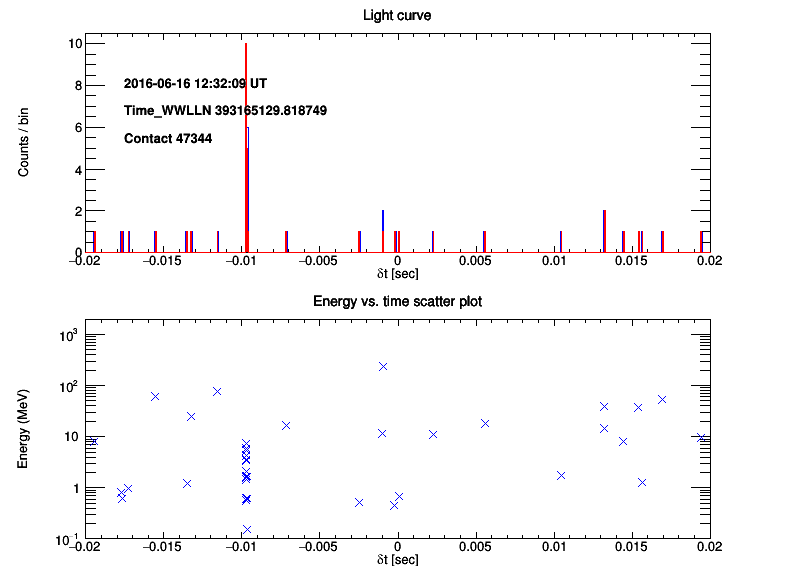 Light curve
Counts / bin
10
8
6
4
2
0
2016-06-16 12:32:09 UT
Time_WWLLN 393165129.818749
Contact 47344
−0.02 −0.015 −0.01 −0.005 0 0.005 0.01 0.015 0.02
δt [sec]
Energy vs. time scatter plot
Energy (MeV)
10³
10²
10
1
10⁻¹
−0.02 −0.015 −0.01 −0.005 0 0.005 0.01 0.015 0.02
δt [sec]